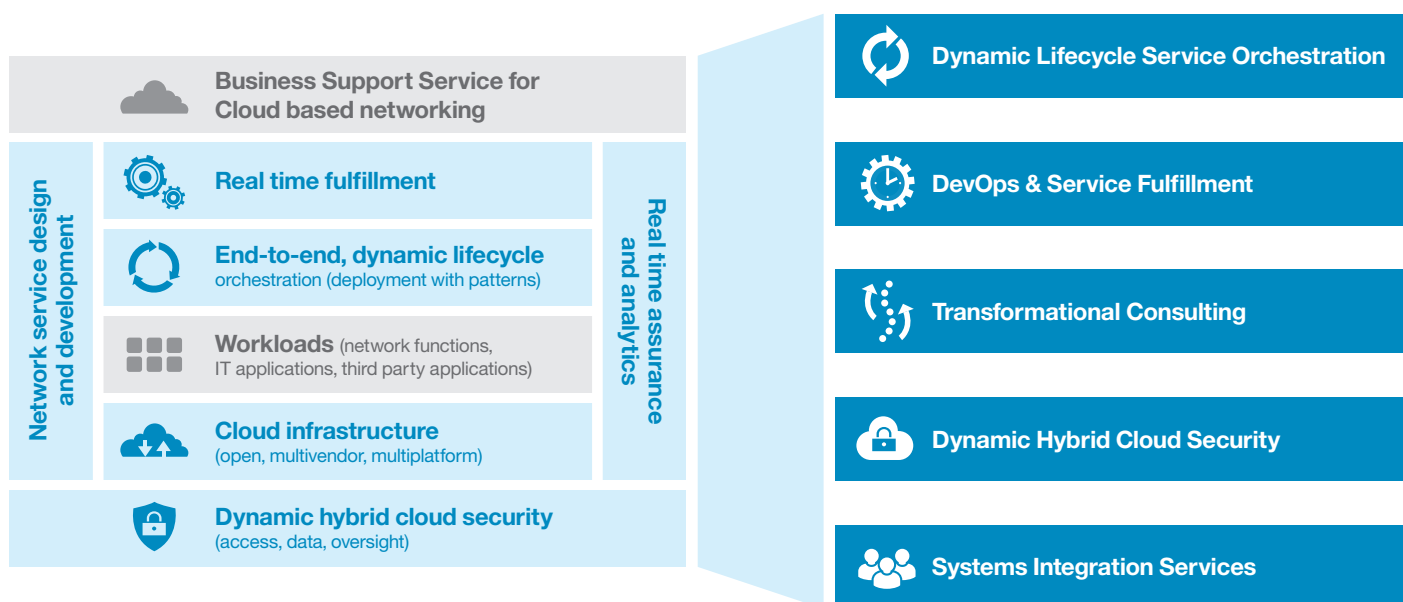 Business Support Service for
Cloud based networking
Network service design
and development
Real time fulfillment
End-to-end, dynamic lifecycle
orchestration (deployment with patterns)
Workloads (network functions,
IT applications, third party applications)
Cloud infrastructure
(open, multivendor, multiplatform)
Real time assurance
and analytics
Dynamic hybrid cloud security
(access, data, oversight)
Dynamic Lifecycle Service Orchestration
DevOps & Service Fulfillment
Transformational Consulting
Dynamic Hybrid Cloud Security
Systems Integration Services